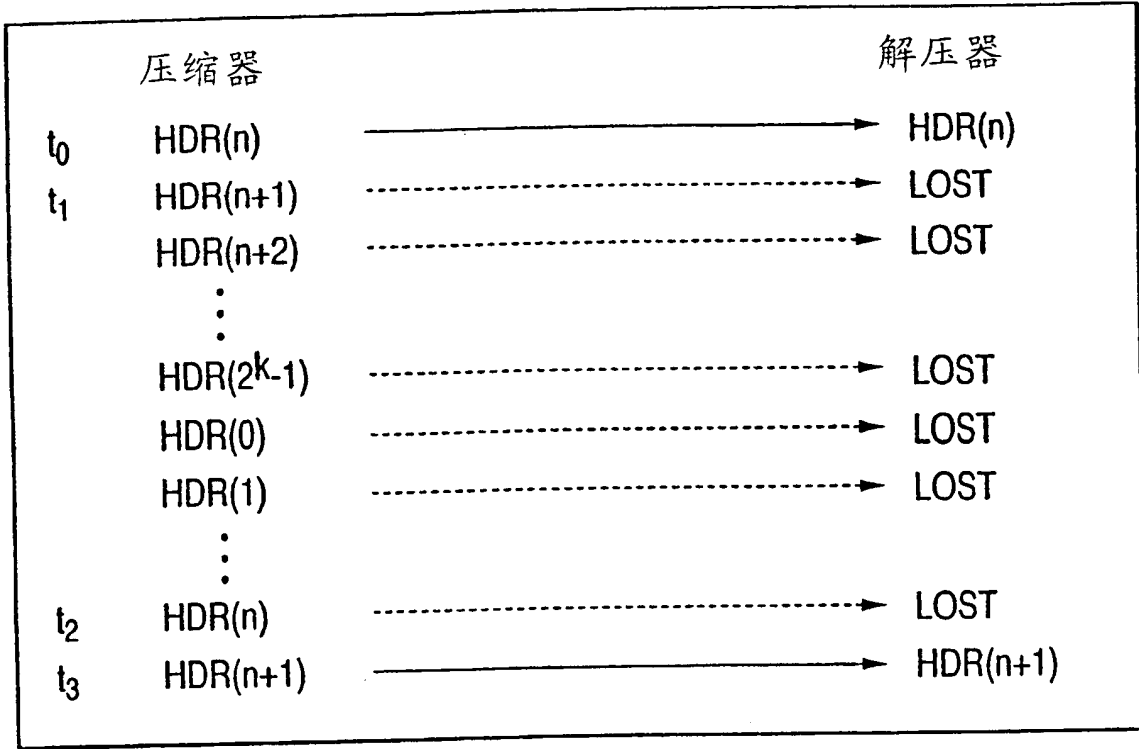 压缩器 解压器
t₀ HDR(n) HDR(n)
t₁ HDR(n+1) LOST
HDR(n+2) LOST
HDR(2ᵏ-1) LOST
HDR(0) LOST
HDR(1) LOST
t₂ HDR(n) LOST
t₃ HDR(n+1) HDR(n+1)